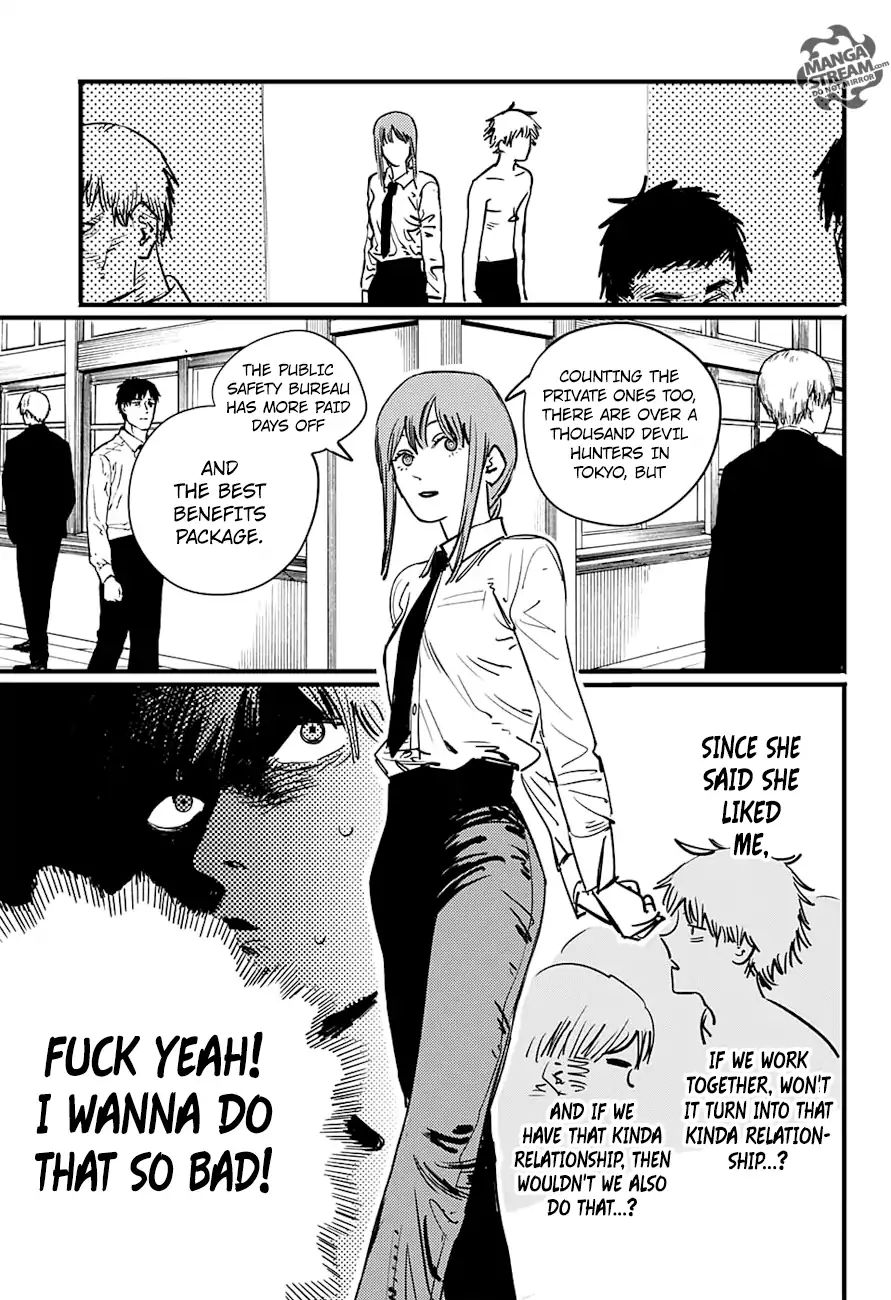 MANGA
STREAM.com
DO NOT MIRROR
COUNTING THE
PRIVATE ONES TOO,
THERE ARE OVER A
THOUSAND DEVIL
HUNTERS IN
TOKYO, BUT
THE PUBLIC
SAFETY BUREAU
HAS MORE PAID
DAYS OFF
AND
THE BEST
BENEFITS
PACKAGE.
SINCE SHE
SAID SHE
LIKED
ME,
IF WE WORK
TOGETHER, WON'T
IT TURN INTO THAT
KINDA RELATION-
SHIP...?
AND IF WE
HAVE THAT KINDA
RELATIONSHIP, THEN
WOULDN'T WE ALSO
DO THAT...?
FUCK YEAH!
I WANNA DO
THAT SO BAD!